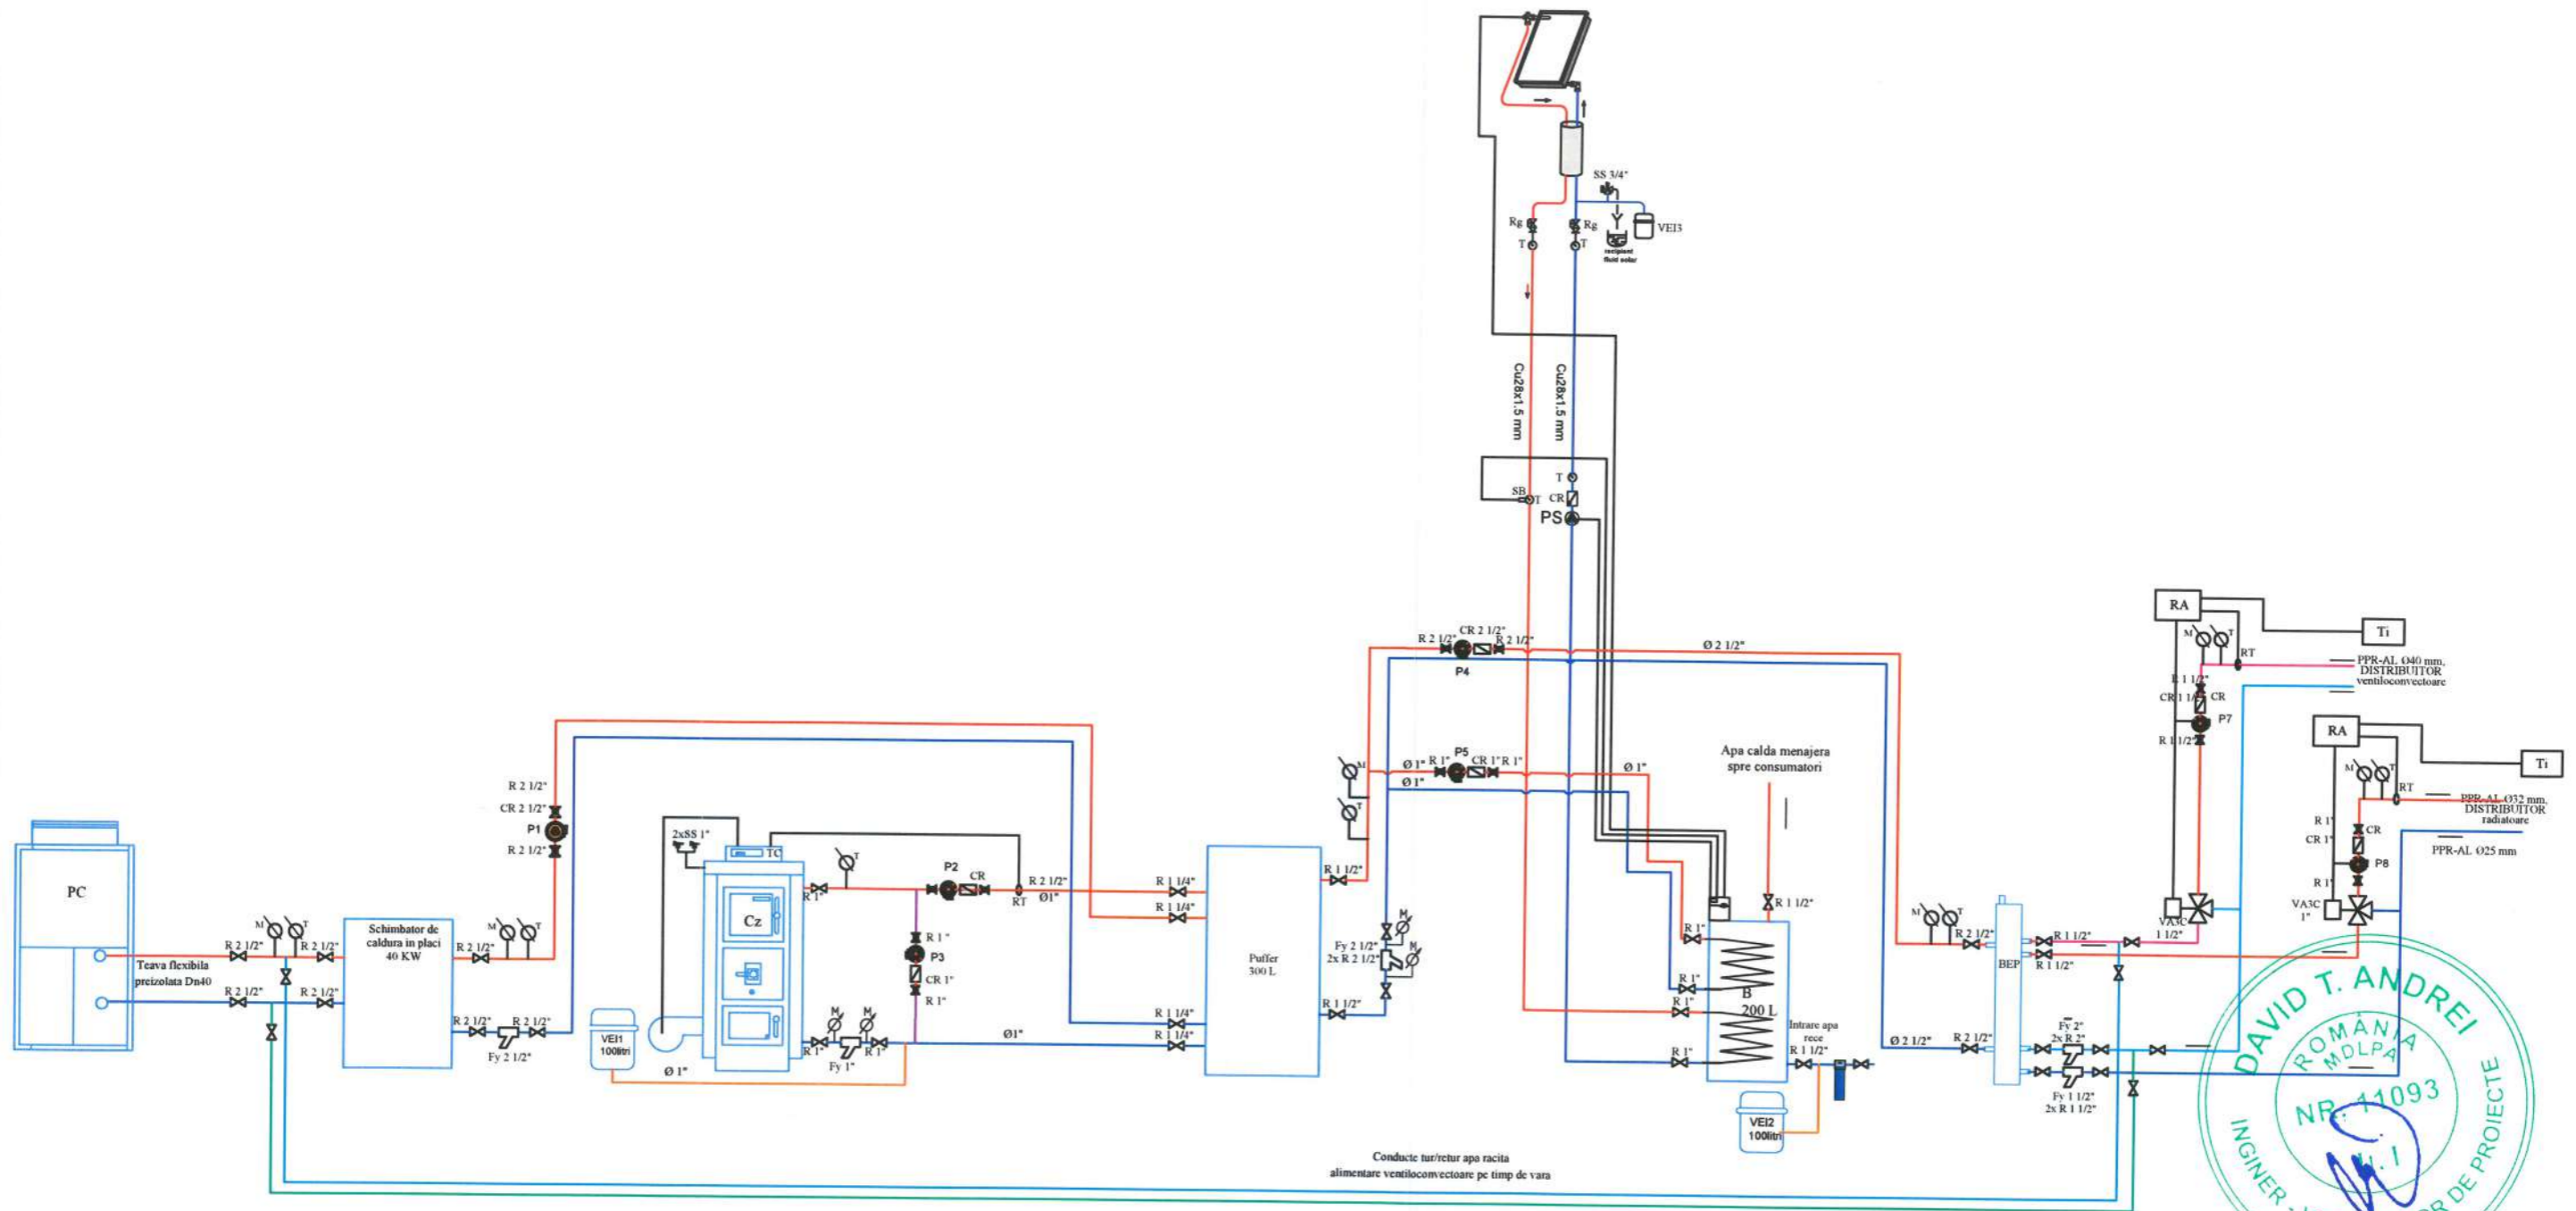 SS 3/4"
Rg
Rg
VEI3
T
T
recipient
fluid solar
Cu28x1.5 mm
Cu28x1.5 mm
T
SB
T
CR
PS
RA
Ti
M
T
RT
PPR-AL Ø40 mm,
DISTRIBUITOR
ventiloconvectoare
R 1 1/2"
CR 1 1/2"
CR
P7
R 1 1/2"
RA
Ti
M
T
RT
PPR-AL Ø32 mm,
DISTRIBUITOR
radiatoare
R 1"
CR
CR 1"
PPR-AL Ø25 mm
P8
R 1"
VA3C
1"
VA3C
1 1/2"
CR 2 1/2"
R 2 1/2"
R 2 1/2"
P4
Ø 2 1/2"
M
P5
Ø 1"
R 1"
CR 1"
R 1"
Ø 1"
Ø 1"
T
Apa calda menajera
spre consumatori
R 1 1/2"
R 2 1/2"
CR 2 1/2"
P1
R 2 1/2"
2xSS 1"
TC
T
P2
CR
R 2 1/2"
R 1"
RT
Ø1"
R 1 1/4"
R 1 1/4"
R 1 1/2"
PC
Cz
M
T
R 2 1/2"
R 2 1/2"
Schimbator de
caldura in placi
40 KW
M
T
R 2 1/2"
R 1"
P3
CR 1"
R 1"
Teava flexibila
preizolata Dn40
R 2 1/2"
R 2 1/2"
R 2 1/2"
R 2 1/2"
Fy 2 1/2"
VEI1
100litri
Ø 1"
M
M
R 1"
R 1"
Fy 1"
Ø1"
R 1 1/4"
R 1 1/4"
Puffer
300 L
R 1 1/2"
M
Fy 2 1/2"
2x R 2 1/2"
M
R 1"
R 1"
B
R 1"
200 L
R 1"
Intrare apa
rece
R 1 1/2"
VEI2
100litri
M
T
R 2 1/2"
BEP
R 1 1/2"
R 1 1/2"
Ø 2 1/2"
R 2 1/2"
Fy 2"
2x R 2"
Fy 1 1/2"
2x R 1 1/2"
Conducte tur/retur apa racita
alimentare ventiloconvectoare pe timp de vara
DAVID T. ANDREI
ROMÂNIA
MDLPA
NR. 11093
INGINER
DE PROIECTE